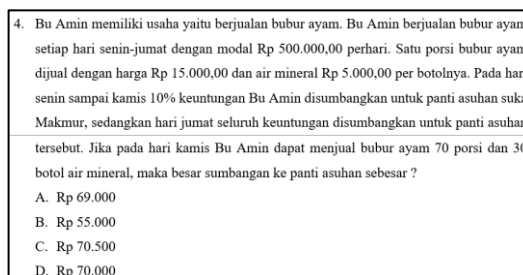 4. Bu Amin memiliki usaha yaitu berjualan bubur ayam. Bu Amin berjualan bubur ayam
setiap hari senin-jumat dengan modal Rp 500.000,00 perhari. Satu porsi bubur ayam
dijual dengan harga Rp 15.000,00 dan air mineral Rp 5.000,00 per botolnya. Pada har
senin sampai kamis 10% keuntungan Bu Amin disumbangkan untuk panti asuhan suka
Makmur, sedangkan hari jumat seluruh keuntungan disumbangkan untuk panti asuhan
tersebut. Jika pada hari kamis Bu Amin dapat menjual bubur ayam 70 porsi dan 30
botol air mineral, maka besar sumbangan ke panti asuhan sebesar ?
A. Rp 69.000
B. Rp 55.000
C. Rp 70.500
D. Rp 70.000